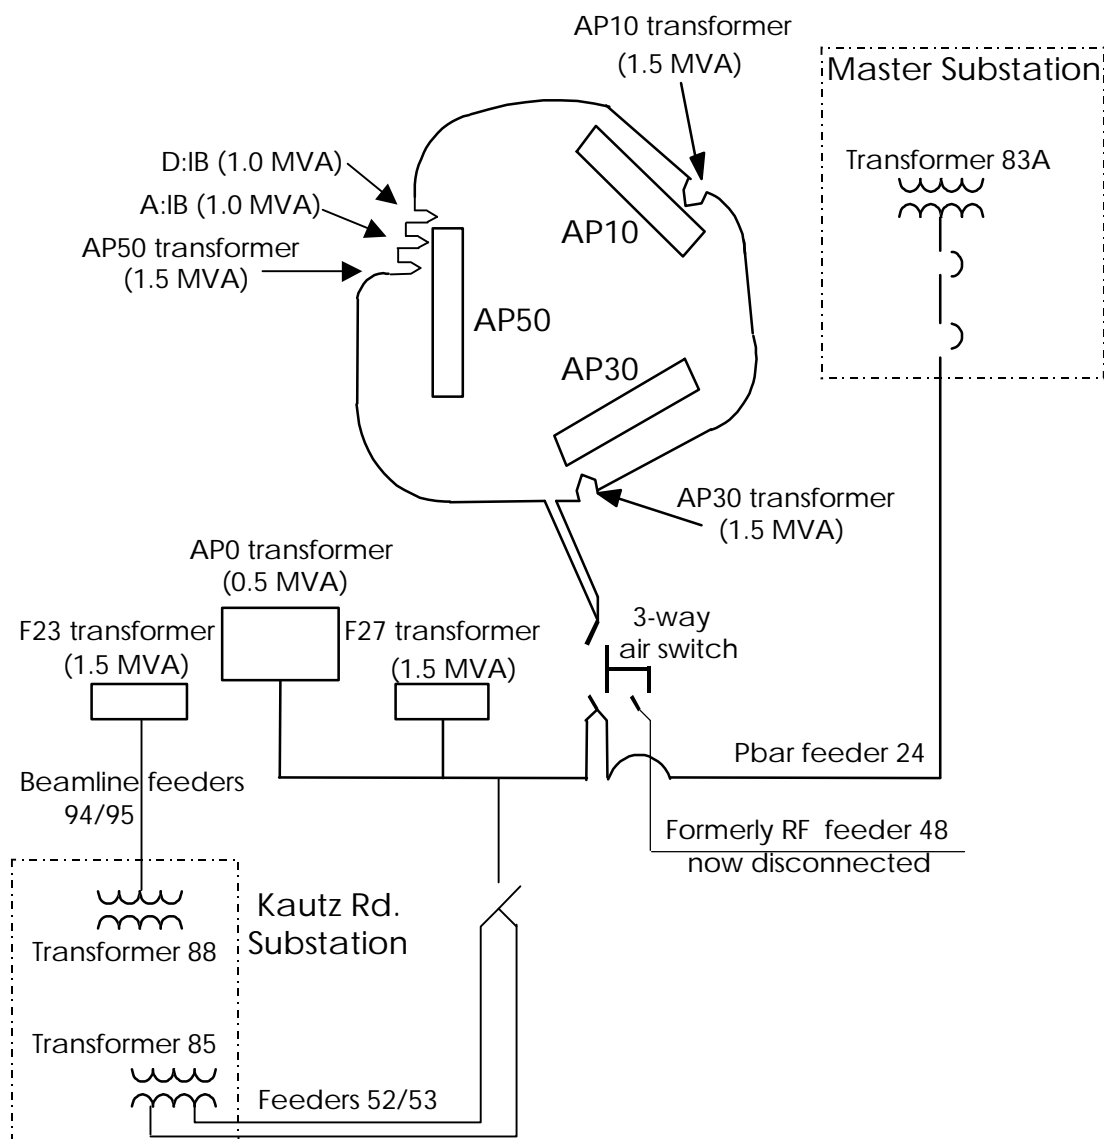 AP10 transformer
(1.5 MVA)
Master Substation
Transformer 83A
D:IB (1.0 MVA)
A:IB (1.0 MVA)
AP50 transformer
(1.5 MVA)
AP10
AP50
AP30
AP30 transformer
(1.5 MVA)
AP0 transformer
(0.5 MVA)
F23 transformer
(1.5 MVA)
F27 transformer
(1.5 MVA)
3-way
air switch
Pbar feeder 24
Beamline feeders
94/95
Formerly RF feeder 48
now disconnected
Kautz Rd.
Substation
Transformer 88
Transformer 85
Feeders 52/53